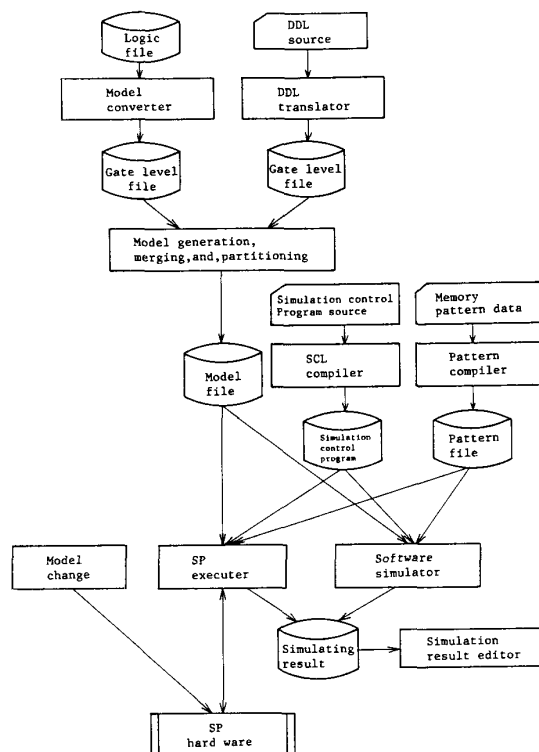 Logic
file
DDL
source
Model
converter
DDL
translator
Gate level
file
Gate level
file
Model generation,
merging,and,partitioning
Simulation control
Program source
Memory
pattern data
Model
file
SCL
compiler
Pattern
compiler
Simulation
control
program
Pattern
file
Model
change
SP
executer
Software
simulator
Simulating
result
Simulation
result editor
SP
hard ware